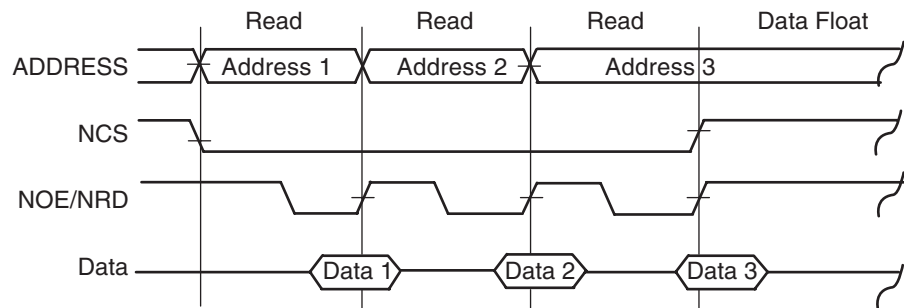 Read Read Read Data Float
ADDRESS Address 1 Address 2 Address 3
NCS
NOE/NRD
Data Data 1 Data 2 Data 3